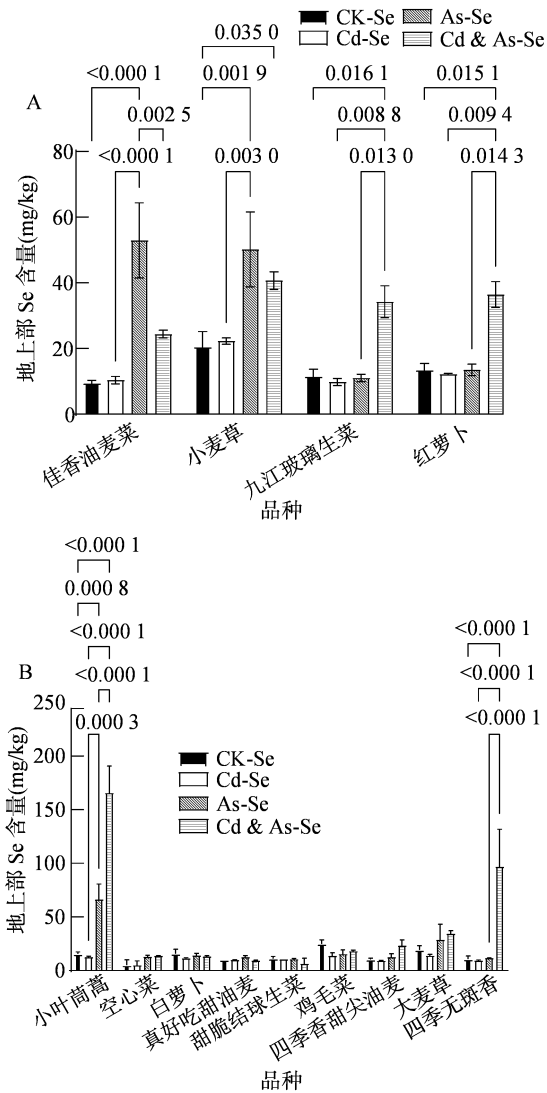 CK-Se
As-Se
Cd-Se
Cd & As-Se
A
0.035 0
<0.000 1
0.001 9
0.016 1
0.015 1
0.002 5
0.008 8
0.009 4
<0.000 1
0.003 0
0.013 0
0.014 3
地上部 Se 含量(mg/kg)
80
60
40
20
0
佳香油麦菜
小麦草
九江玻璃生菜
红萝卜
品种
B
<0.000 1
0.000 8
<0.000 1
<0.000 1
0.000 3
<0.000 1
<0.000 1
<0.000 1
地上部 Se 含量(mg/kg)
250
200
150
100
50
0
CK-Se
Cd-Se
As-Se
Cd & As-Se
小叶茼蒿
空心菜
白萝卜
真好吃甜油麦
甜脆结球生菜
鸡毛菜
四季香甜尖油麦
大麦草
四季无斑香
品种